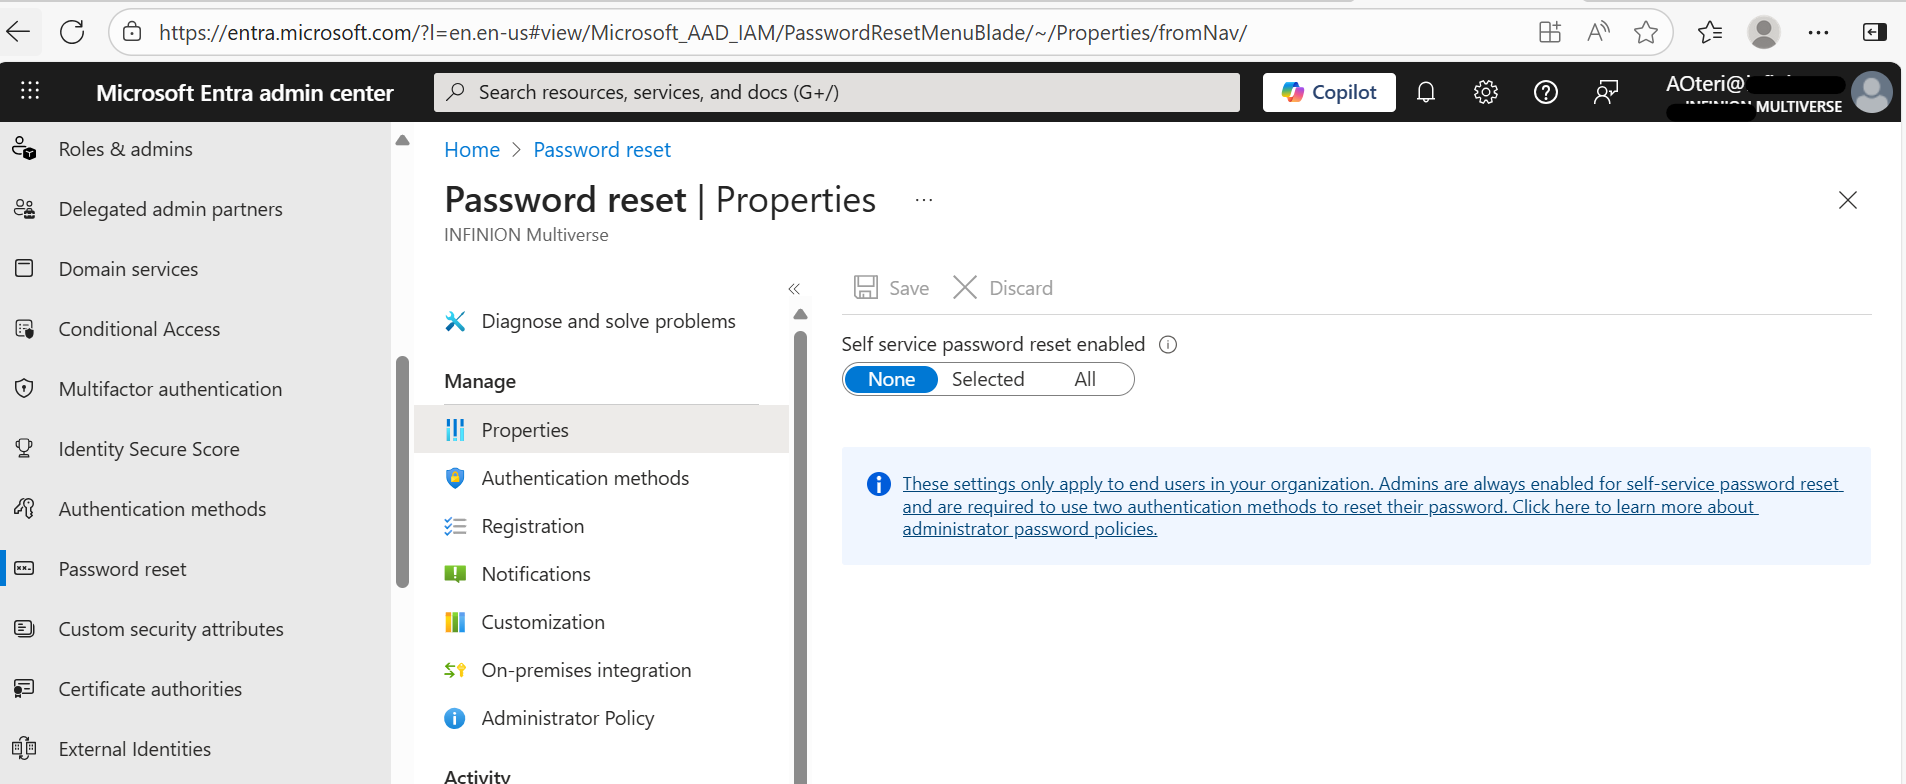 https://entra.microsoft.com/?l=en.en-us#view/Microsoft_AAD_IAM/PasswordResetMenuBlade/~/Properties/fromNav/
Microsoft Entra admin center
Search resources, services, and docs (G+/)
Copilot
AOteri@
INFINION MULTIVERSE
Roles & admins
Delegated admin partners
Domain services
Conditional Access
Multifactor authentication
Identity Secure Score
Authentication methods
Password reset
Custom security attributes
Certificate authorities
External Identities
Home > Password reset
Password reset | Properties ...
INFINION Multiverse
Diagnose and solve problems
Manage
Properties
Authentication methods
Registration
Notifications
Customization
On-premises integration
Administrator Policy
Activity
Save Discard
Self service password reset enabled
None Selected All
These settings only apply to end users in your organization. Admins are always enabled for self-service password reset
and are required to use two authentication methods to reset their password. Click here to learn more about
administrator password policies.